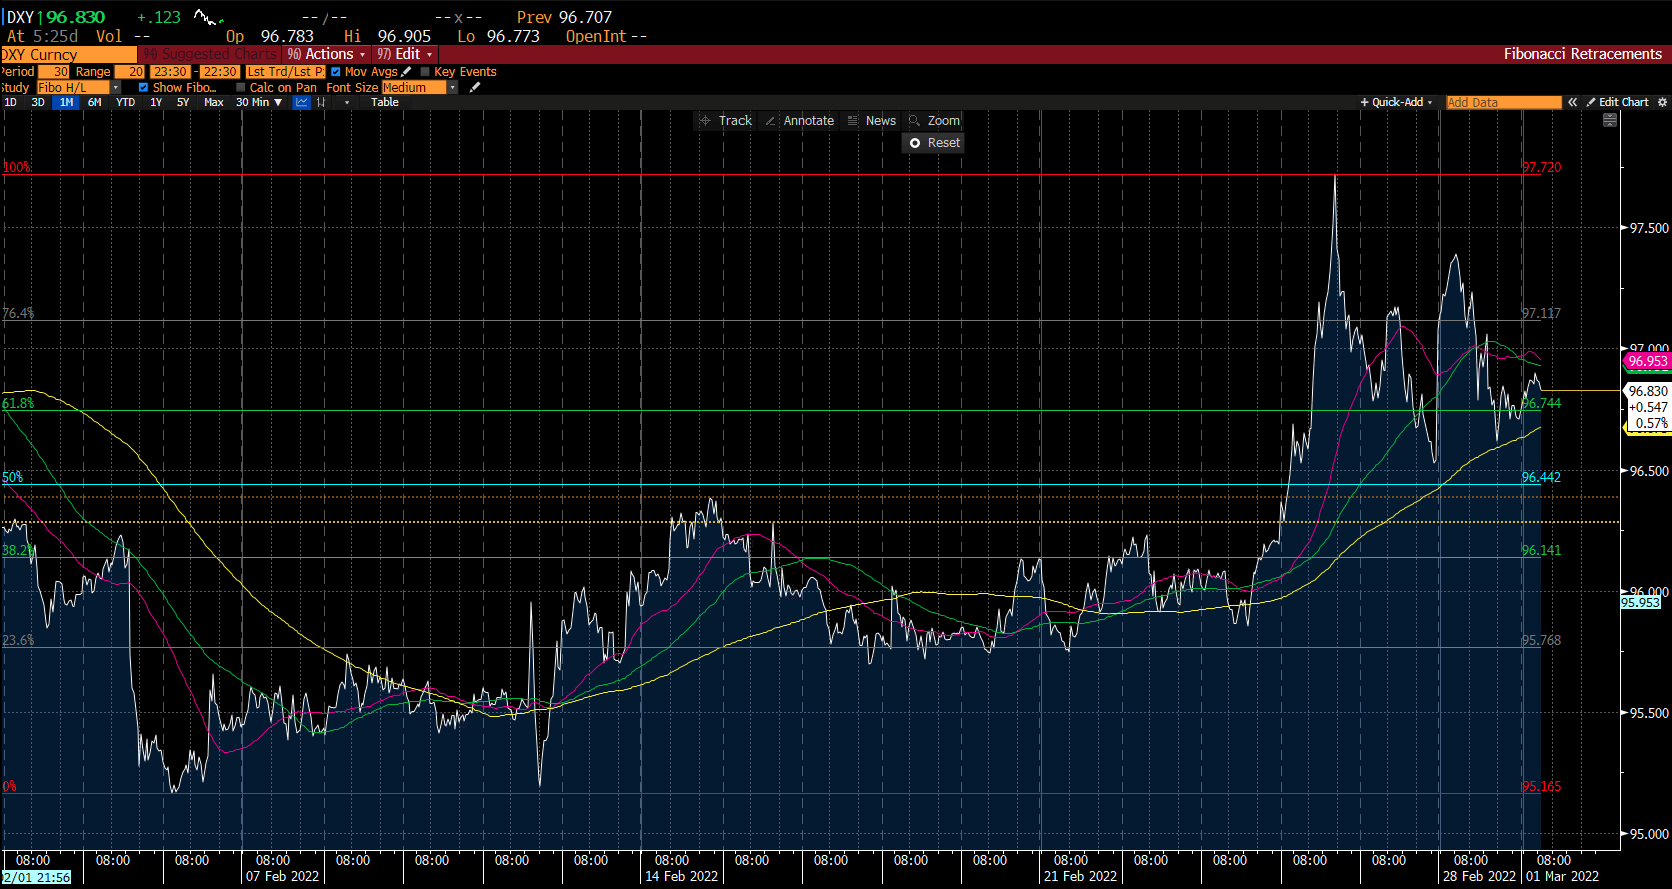 DXY ↑96.830 +.123 --/-- --x-- Prev 96.707
At 5:25d Vol -- Op 96.783 Hi 96.905 Lo 96.773 OpenInt --
DXY Curncy 94) Suggested Charts 96) Actions 97) Edit Fibonacci Retracements
Period 30 Range 20 23:30 - 22:30 Lst Trd/Lst P Mov Avgs Key Events
Study Fibo H/L Show Fibo... Calc on Pan Font Size Medium
1D 3D 1M 6M YTD 1Y 5Y Max 30 Min ▼ Table + Quick-Add Add Data « Edit Chart
Track Annotate News Zoom
Reset
100% 97.720
97.500
76.4% 97.117
97.000
96.953
96.830
+0.547
0.57%
61.8% 96.744
50% 96.442
96.500
38.2% 96.141
96.000
95.953
23.6% 95.768
95.500
0% 95.165
95.000
08:00 08:00 08:00 08:00 08:00 08:00 08:00 08:00 08:00 08:00 08:00 08:00 08:00 08:00 08:00 08:00 08:00 08:00 08:00 08:00
02/01 21:56 07 Feb 2022 14 Feb 2022 21 Feb 2022 28 Feb 2022 01 Mar 2022